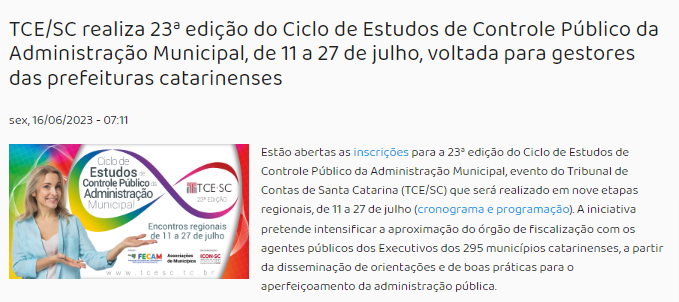 TCE/SC realiza 23ª edição do Ciclo de Estudos de Controle Público da
Administração Municipal, de 11 a 27 de julho, voltada para gestores
das prefeituras catarinenses
sex, 16/06/2023 - 07:11
Ciclo de
Estudos de
Controle Público da
Administração
Municipal
TCE·SC
23ª EDIÇÃO
Encontros regionais
de 11 a 27 de julho
FECAM
Associações
de Municípios
ICON-SC
www.tcesc.tc.br
Estão abertas as inscrições para a 23ª edição do Ciclo de Estudos de
Controle Público da Administração Municipal, evento do Tribunal de
Contas de Santa Catarina (TCE/SC) que será realizado em nove etapas
regionais, de 11 a 27 de julho (cronograma e programação). A iniciativa
pretende intensificar a aproximação do órgão de fiscalização com os
agentes públicos dos Executivos dos 295 municípios catarinenses, a partir
da disseminação de orientações e de boas práticas para o
aperfeiçoamento da administração pública.